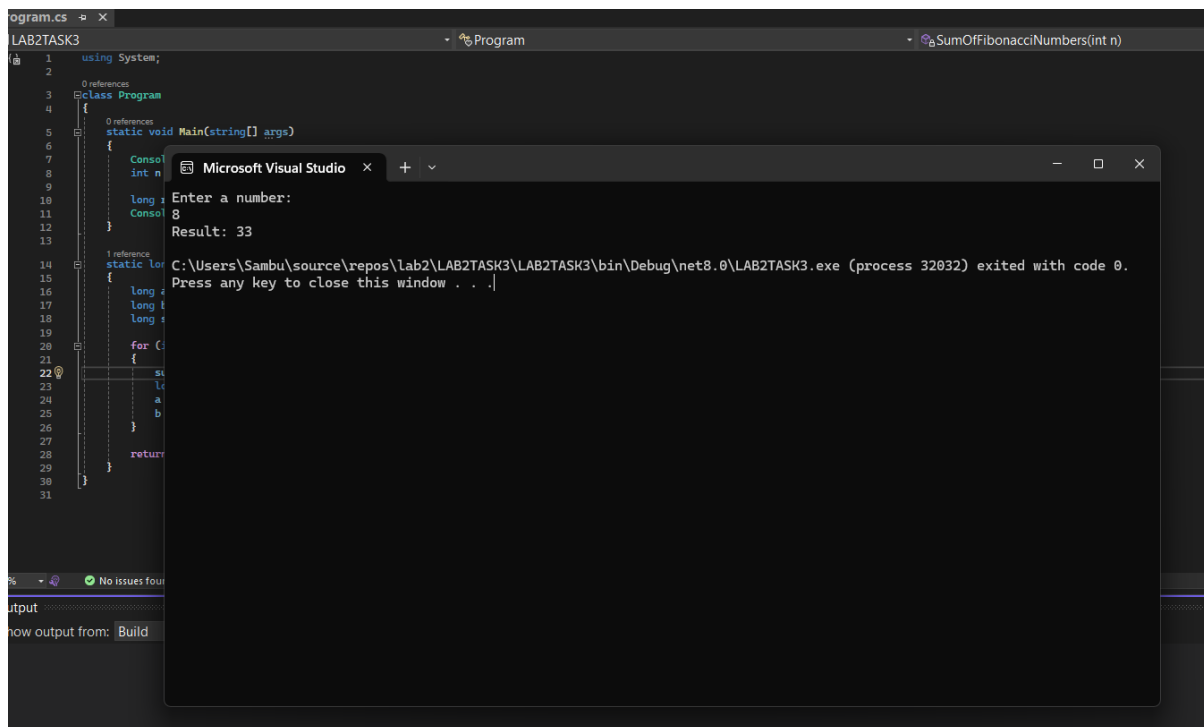 rogram.cs
LAB2TASK3 Program SumOfFibonacciNumbers(int n)
1 using System;
2
0 references
3 class Program
4 {
0 references
5 static void Main(string[] args)
6 {
7 Consol
8 int n
9
10 long
11 Consol
12 }
13
1 reference
14 static lon
15 {
16 long a
17 long b
18 long s
19
20 for (
21 {
22 su
23 lo
24 a
25 b
26 }
27
28 return
29 }
30 }
31
Microsoft Visual Studio
Enter a number:
8
Result: 33
C:\Users\Sambu\source\repos\lab2\LAB2TASK3\LAB2TASK3\bin\Debug\net8.0\LAB2TASK3.exe (process 32032) exited with code 0.
Press any key to close this window . . .
% No issues fou
utput
how output from: Build